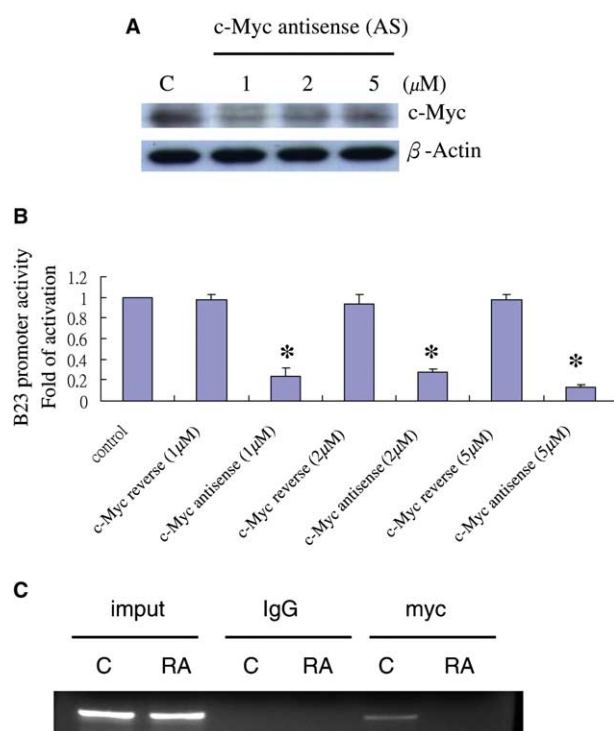 A
c-Myc antisense (AS)
C 1 2 5 (μM)
c-Myc
β-Actin
B
B23 promoter activity
Fold of activation
1.2
1
0.8
0.6
0.4
0.2
0
* * *
control
c-Myc reverse (1μM)
c-Myc antisense (1μM)
c-Myc reverse (2μM)
c-Myc antisense (2μM)
c-Myc reverse (5μM)
c-Myc antisense (5μM)
C
imput IgG myc
C RA C RA C RA